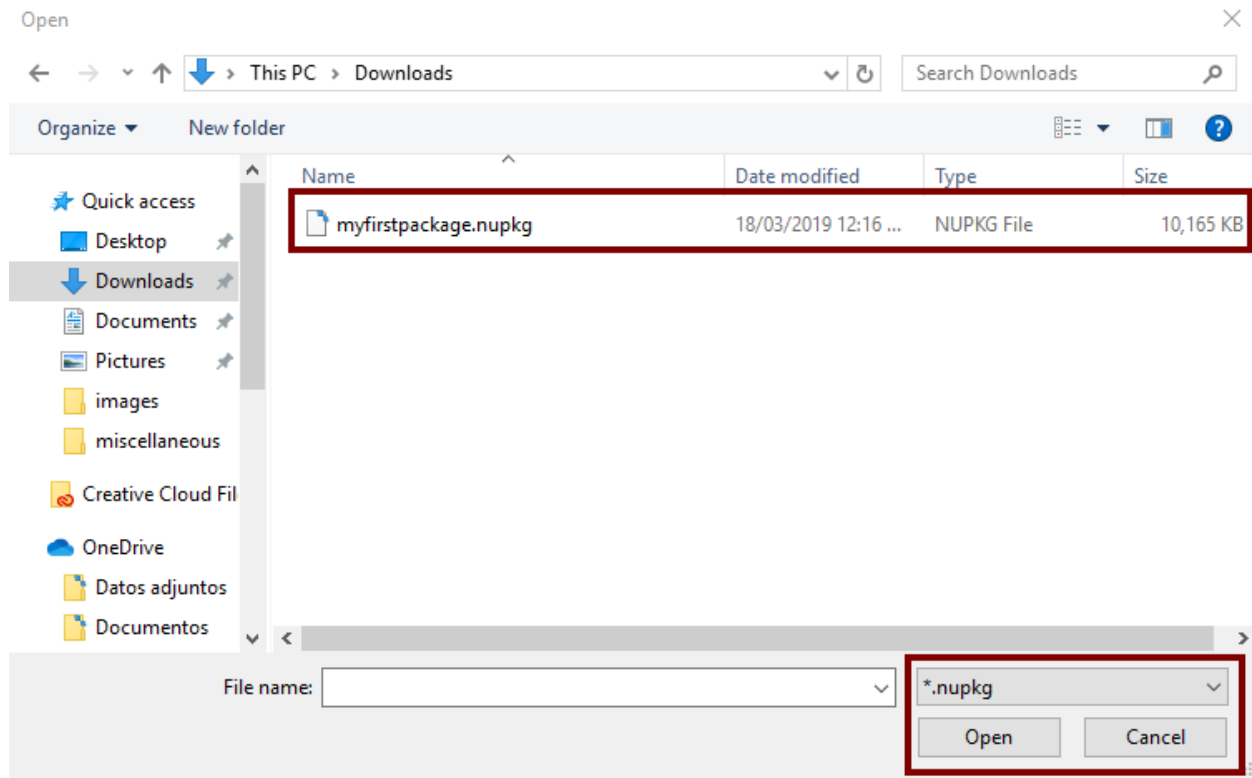 Open
This PC > Downloads
Search Downloads
Organize
New folder
Name
Date modified
Type
Size
myfirstpackage.nupkg
18/03/2019 12:16 ...
NUPKG File
10,165 KB
Quick access
Desktop
Downloads
Documents
Pictures
images
miscellaneous
Creative Cloud Fil
OneDrive
Datos adjuntos
Documentos
File name:
*.nupkg
Open
Cancel